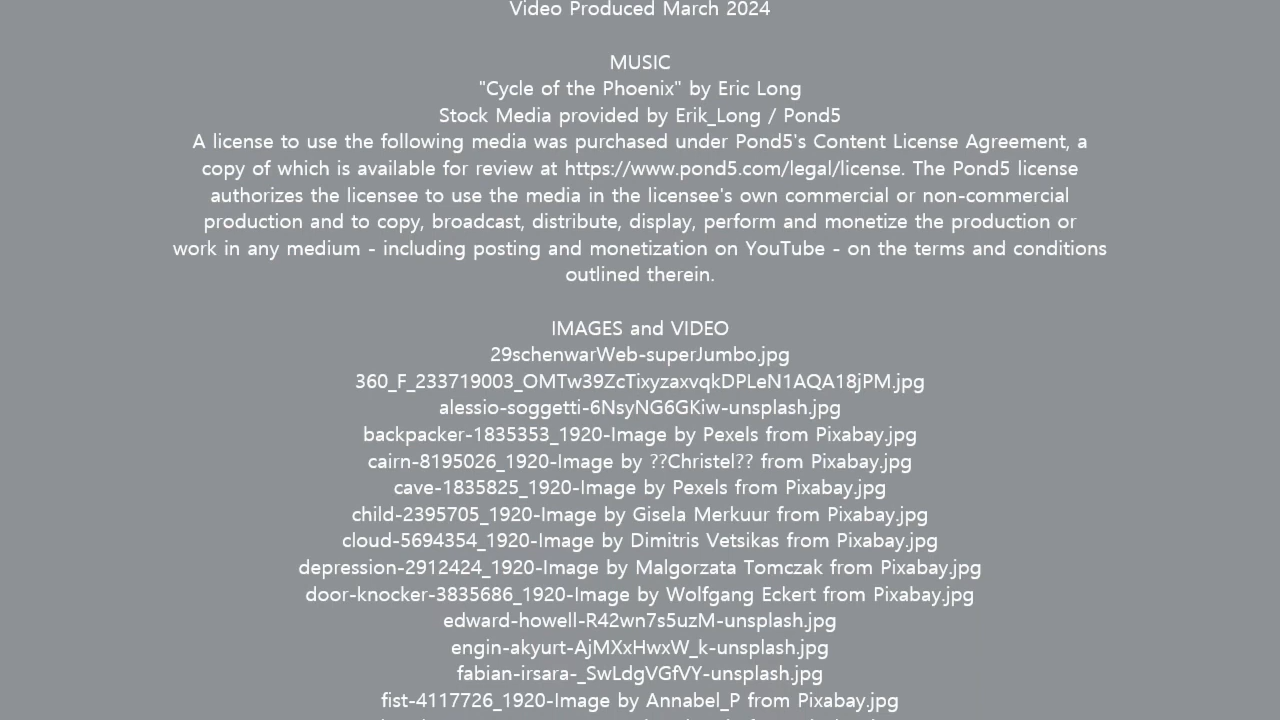 Video Produced March 2024
MUSIC
"Cycle of the Phoenix" by Eric Long
Stock Media provided by Erik_Long / Pond5
A license to use the following media was purchased under Pond5's Content License Agreement, a
copy of which is available for review at https://www.pond5.com/legal/license. The Pond5 license
authorizes the licensee to use the media in the licensee's own commercial or non-commercial
production and to copy, broadcast, distribute, display, perform and monetize the production or
work in any medium - including posting and monetization on YouTube - on the terms and conditions
outlined therein.
IMAGES and VIDEO
29schenwarWeb-superJumbo.jpg
360_F_233719003_OMTw39ZcTixyzaxvqkDPLeN1AQA18jPM.jpg
alessio-soggetti-6NsyNG6GKiw-unsplash.jpg
backpacker-1835353_1920-Image by Pexels from Pixabay.jpg
cairn-8195026_1920-Image by ??Christel?? from Pixabay.jpg
cave-1835825_1920-Image by Pexels from Pixabay.jpg
child-2395705_1920-Image by Gisela Merkuur from Pixabay.jpg
cloud-5694354_1920-Image by Dimitris Vetsikas from Pixabay.jpg
depression-2912424_1920-Image by Malgorzata Tomczak from Pixabay.jpg
door-knocker-3835686_1920-Image by Wolfgang Eckert from Pixabay.jpg
edward-howell-R42wn7s5uzM-unsplash.jpg
engin-akyurt-AjMXxHwxW_k-unsplash.jpg
fabian-irsara-_SwLdgVGfVY-unsplash.jpg
fist-4117726_1920-Image by Annabel_P from Pixabay.jpg